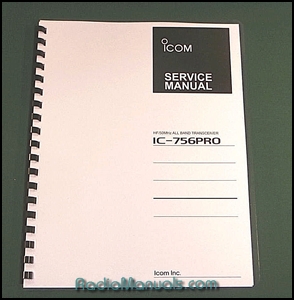 ICOM
SERVICE
MANUAL
HF/50MHz ALL BAND TRANSCEIVER
IC-756PRO
Icom Inc.
RadioManuals.com